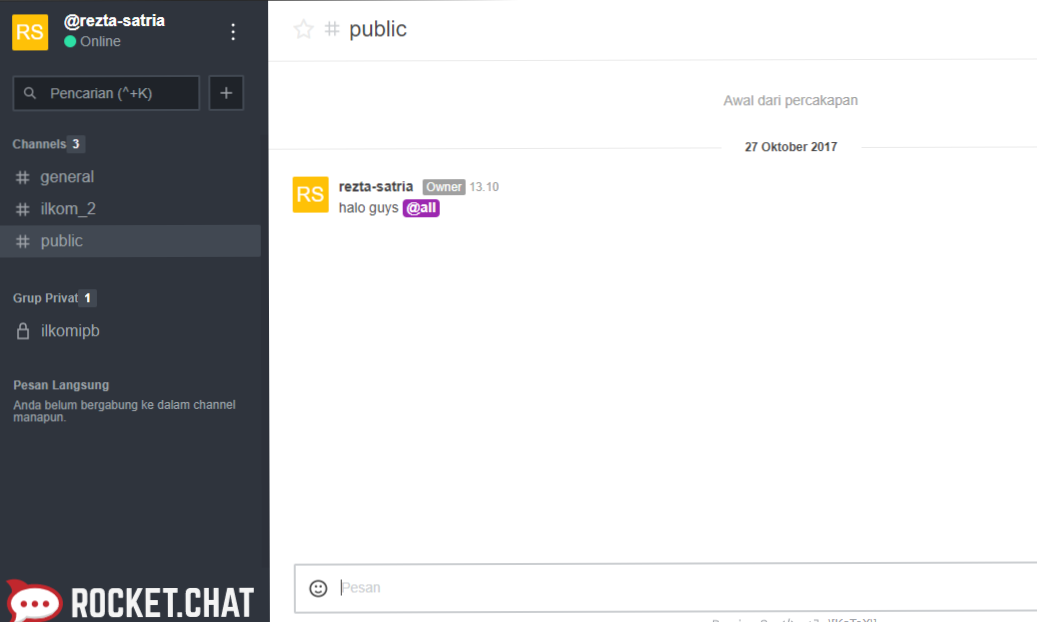 RS
@rezta-satria
Online
Pencarian (^+K)
+
Channels 3
# general
# ilkom_2
# public
Grup Privat 1
ilkomipb
Pesan Langsung
Anda belum bergabung ke dalam channel
manapun.
ROCKET.CHAT
# public
Awal dari percakapan
27 Oktober 2017
RS
rezta-satria Owner 13.10
halo guys @all
Pesan